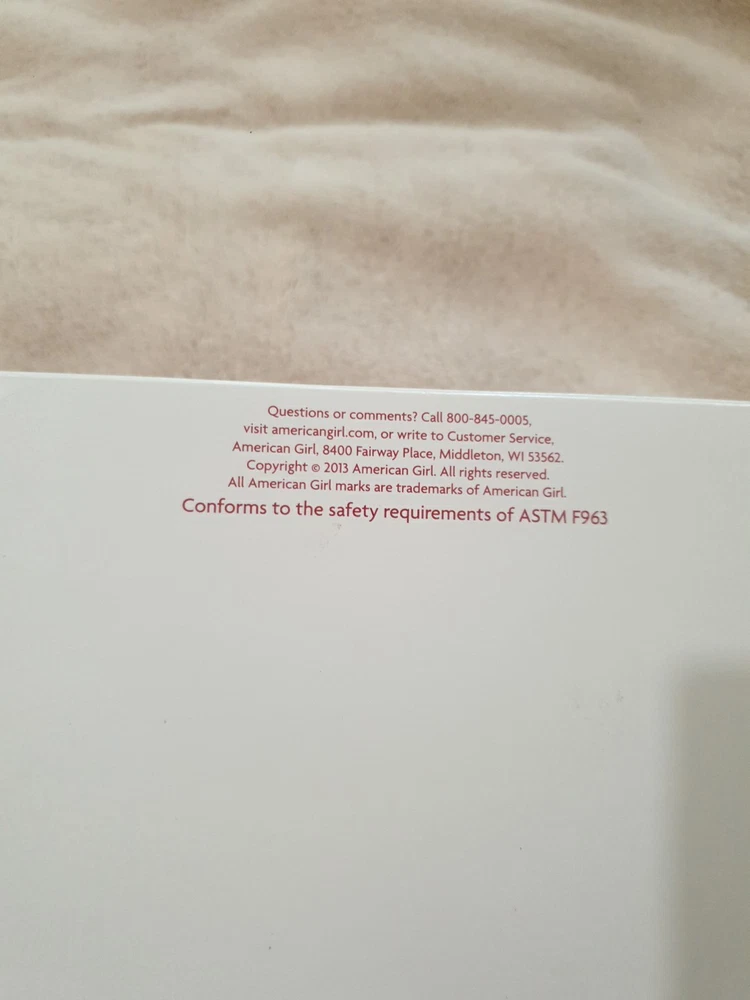 Questions or comments? Call 800-845-0005,
visit americangirl.com, or write to Customer Service,
American Girl, 8400 Fairway Place, Middleton, WI 53562.
Copyright © 2013 American Girl. All rights reserved.
All American Girl marks are trademarks of American Girl.
Conforms to the safety requirements of ASTM F963